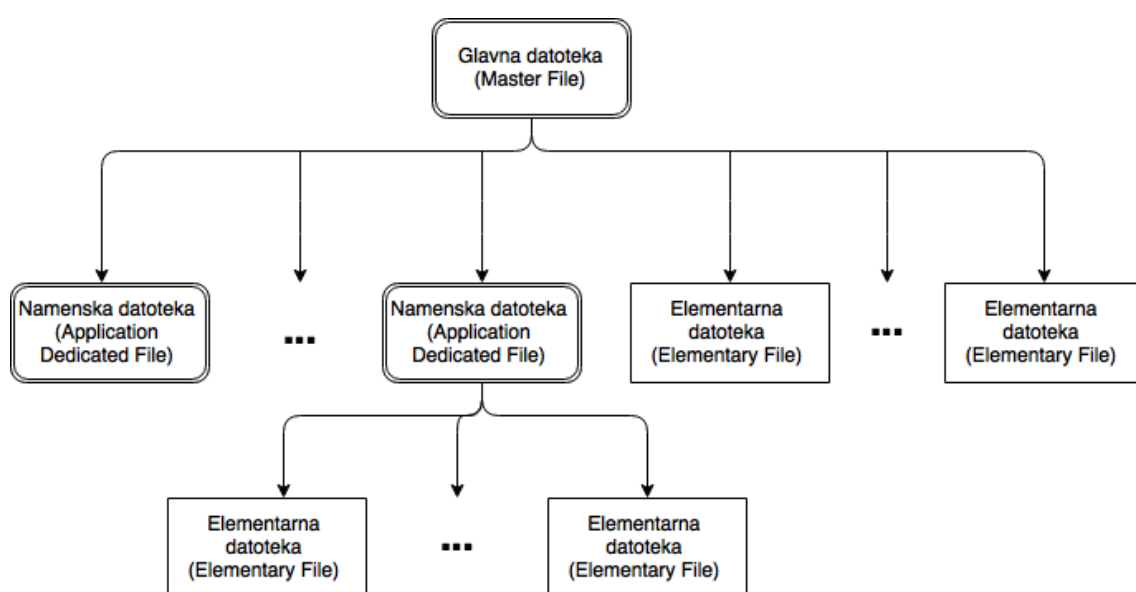 Glavna datoteka
(Master File)
Namenska datoteka
(Application
Dedicated File)
...
Namenska datoteka
(Application
Dedicated File)
Elementarna
datoteka
(Elementary File)
...
Elementarna
datoteka
(Elementary File)
Elementarna
datoteka
(Elementary File)
...
Elementarna
datoteka
(Elementary File)